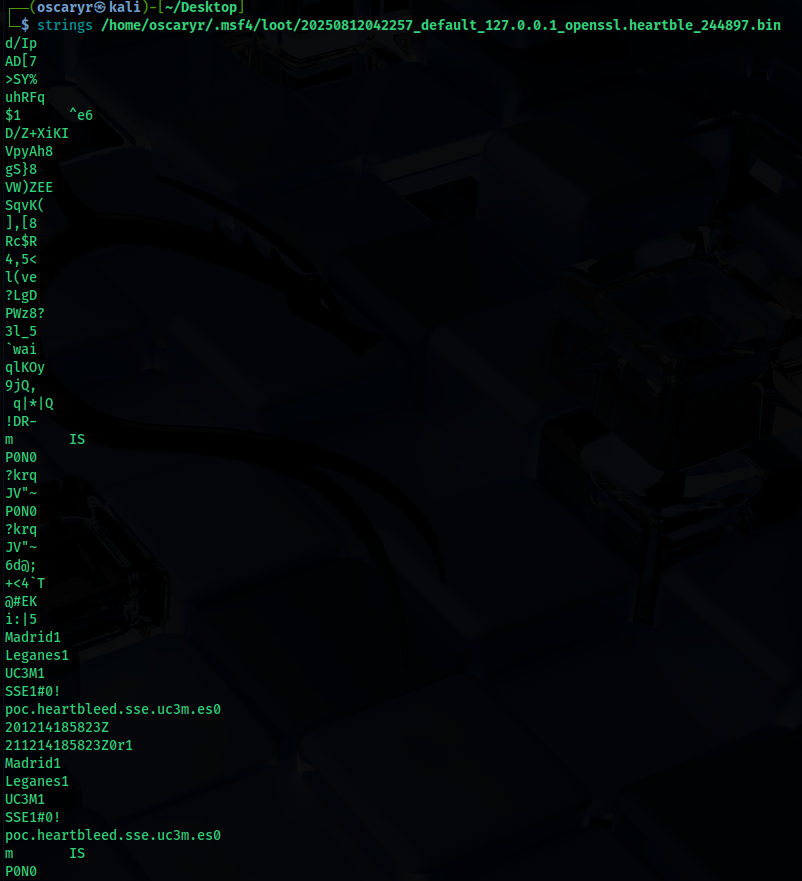 ┌──(oscaryr㉿kali)-[~/Desktop]
└─$ strings /home/oscaryr/.msf4/loot/20250812042257_default_127.0.0.1_openssl.heartble_244897.bin
d/Ip
AD[7
>SY%
uhRFq
$1      ^e6
D/Z+XiKI
VpyAh8
gS}8
VW)ZEE
SqvK(
],[8
Rc$R
4,5<
l(ve
?LgD
PWz8?
3l_5
`wai
qlKOy
9jQ,
 q|*|Q
!DR-
m       IS
P0N0
?krq
JV"~
P0N0
?krq
JV"~
6d@;
+<4`T
@#EK
i:|5
Madrid1
Leganes1
UC3M1
SSE1#0!
poc.heartbleed.sse.uc3m.es0
201214185823Z
211214185823Z0r1
Madrid1
Leganes1
UC3M1
SSE1#0!
poc.heartbleed.sse.uc3m.es0
m       IS
P0N0